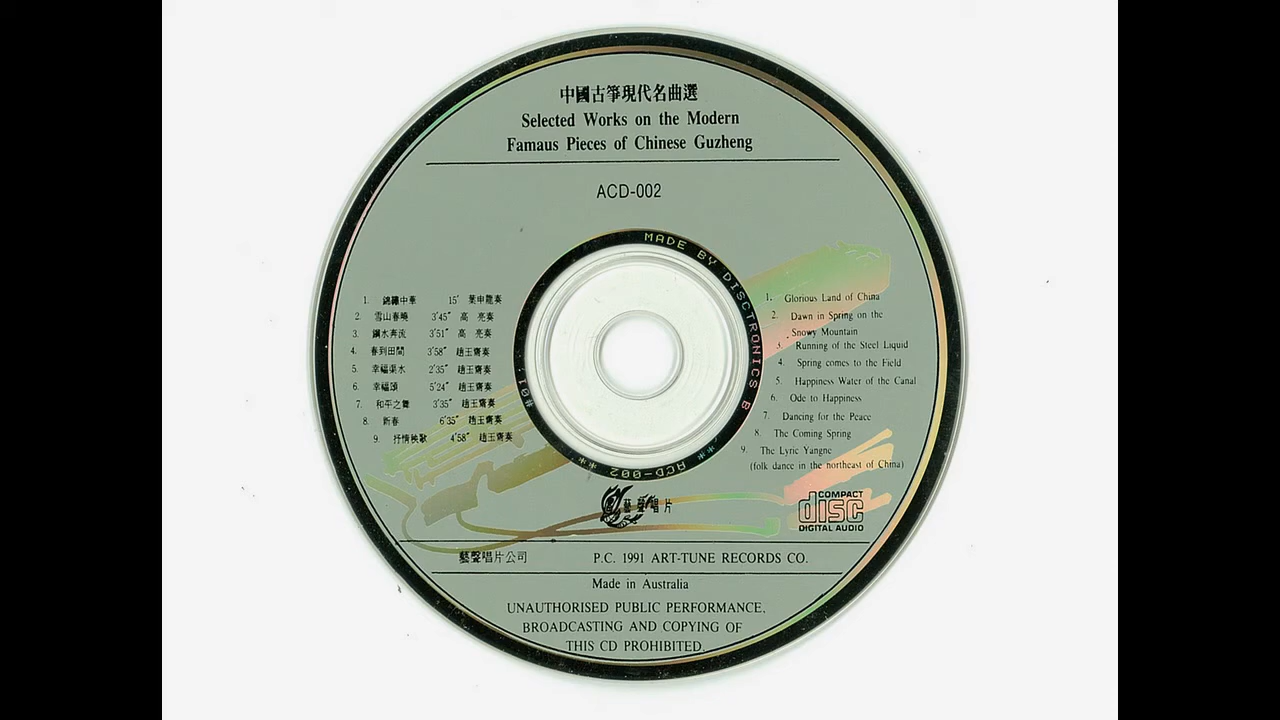 中國古箏現代名曲選
Selected Works on the Modern
Famaus Pieces of Chinese Guzheng
ACD-002
1. 錦繡中華 15′ 葉申龍奏
2. 雪山春曉 3′45″ 高 亮奏
3. 鋼水奔流 3′51″ 高 亮奏
4. 春到田間 3′58″ 趙玉齋奏
5. 幸福渠水 2′35″ 趙玉齋奏
6. 幸福頌 5′24″ 趙玉齋奏
7. 和平之舞 3′35″ 趙玉齋奏
8. 新春 6′35″ 趙玉齋奏
9. 抒情秧歌 4′58″ 趙玉齋奏
1. Glorious Land of China
2. Dawn in Spring on the
Snowy Mountain
3. Running of the Steel Liquid
4. Spring comes to the Field
5. Happiness Water of the Canal
6. Ode to Happiness
7. Dancing for the Peace
8. The Coming Spring
9. The Lyric Yangne
(folk dance in the northeast of China)
MADE BY DISCTRONICS B
** ACD-002 **
#01
藝聲唱片
COMPACT
disc
DIGITAL AUDIO
藝聲唱片公司 P.C. 1991 ART-TUNE RECORDS CO.
Made in Australia
UNAUTHORISED PUBLIC PERFORMANCE,
BROADCASTING AND COPYING OF
THIS CD PROHIBITED.